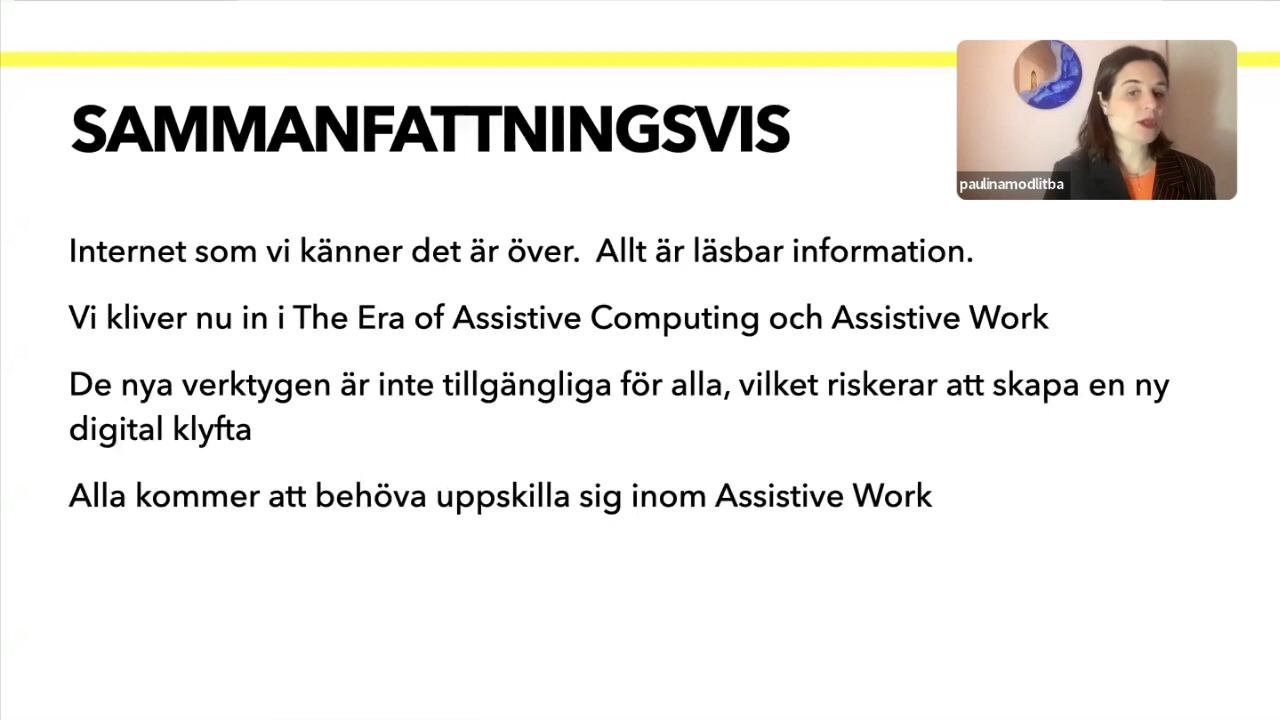 SAMMANFATTNINGSVIS
paulinamodlitba
Internet som vi känner det är över.  Allt är läsbar information.
Vi kliver nu in i The Era of Assistive Computing och Assistive Work
De nya verktygen är inte tillgängliga för alla, vilket riskerar att skapa en ny
digital klyfta
Alla kommer att behöva uppskilla sig inom Assistive Work